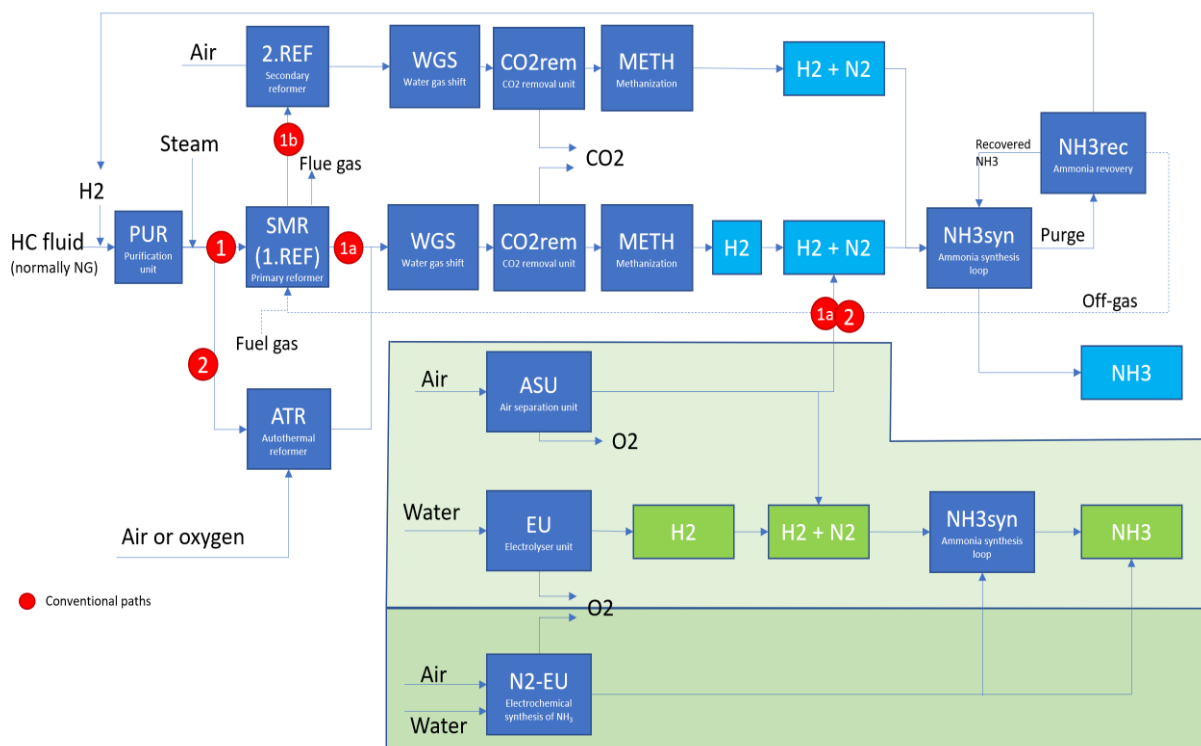 Air
2.REF
Secondary
reformer
WGS
Water gas shift
CO2rem
CO2 removal unit
METH
Methanization
H2 + N2
1b
Steam
Flue gas
CO2
Recovered
NH3
NH3rec
Ammonia revovery
H2
HC fluid
(normally NG)
PUR
Purification
unit
1
SMR
(1.REF)
Primary reformer
1a
WGS
Water gas shift
CO2rem
CO2 removal unit
METH
Methanization
H2
H2 + N2
NH3syn
Ammonia synthesis
loop
Purge
Off-gas
1a
2
Fuel gas
2
NH3
Air
ASU
Air separation unit
O2
ATR
Autothermal
reformer
Water
EU
Electrolyser unit
H2
H2 + N2
NH3syn
Ammonia synthesis
loop
NH3
Air or oxygen
Conventional paths
O2
Air
Water
N2-EU
Electrochemical
synthesis of NH₃